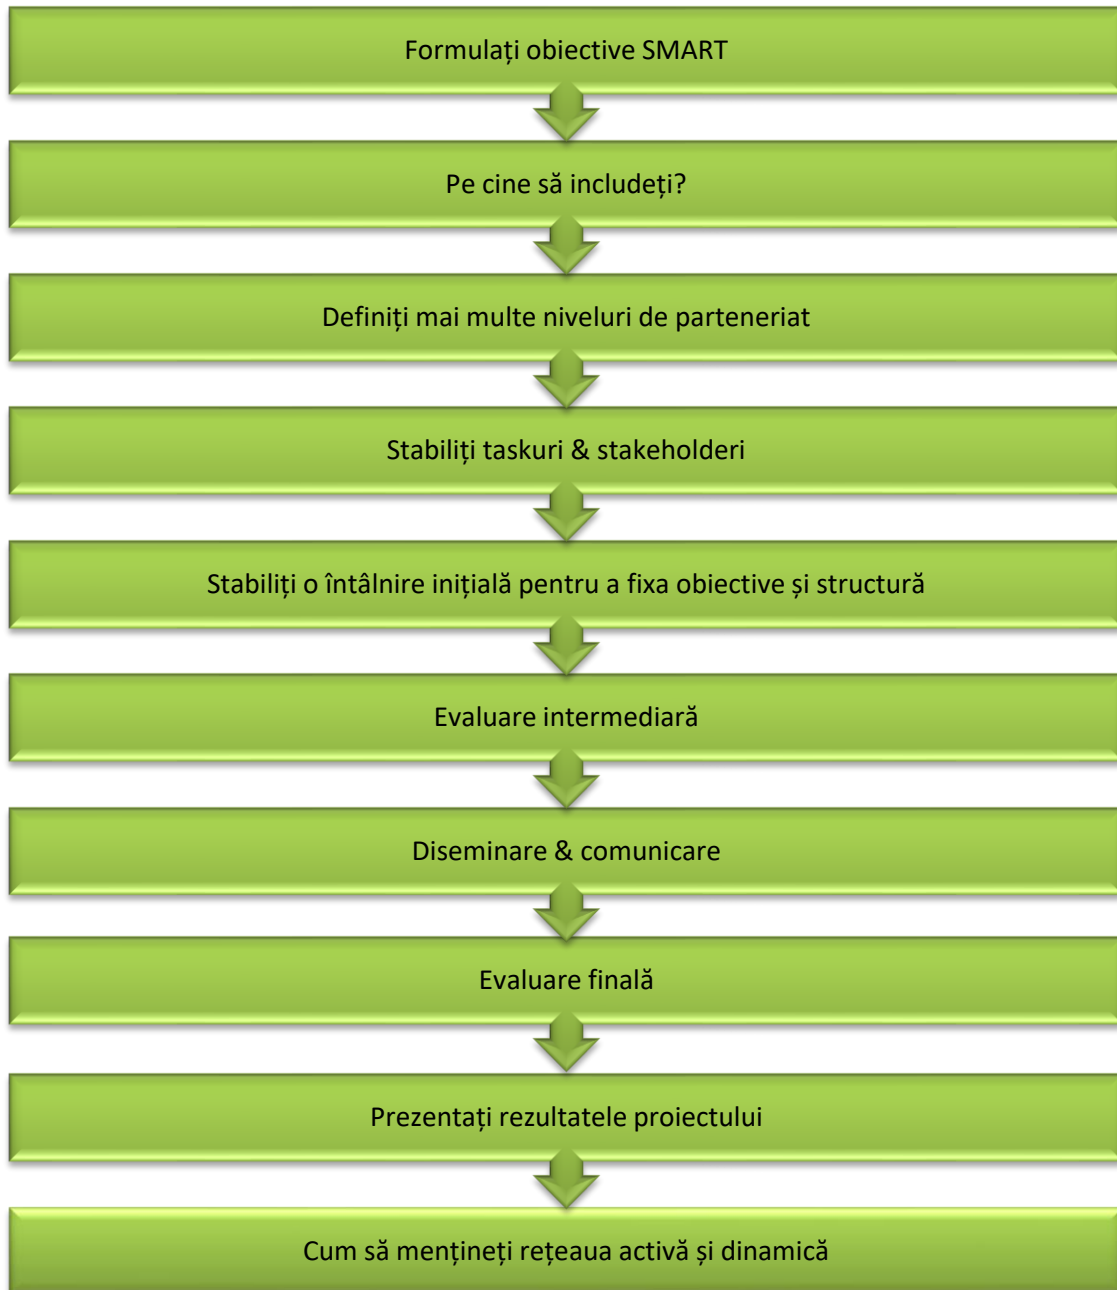 Formulați obiective SMART
Pe cine să includeți?
Definiți mai multe niveluri de parteneriat
Stabiliți taskuri & stakeholderi
Stabiliți o întâlnire inițială pentru a fixa obiective și structură
Evaluare intermediară
Diseminare & comunicare
Evaluare finală
Prezentați rezultatele proiectului
Cum să mențineți rețeaua activă și dinamică